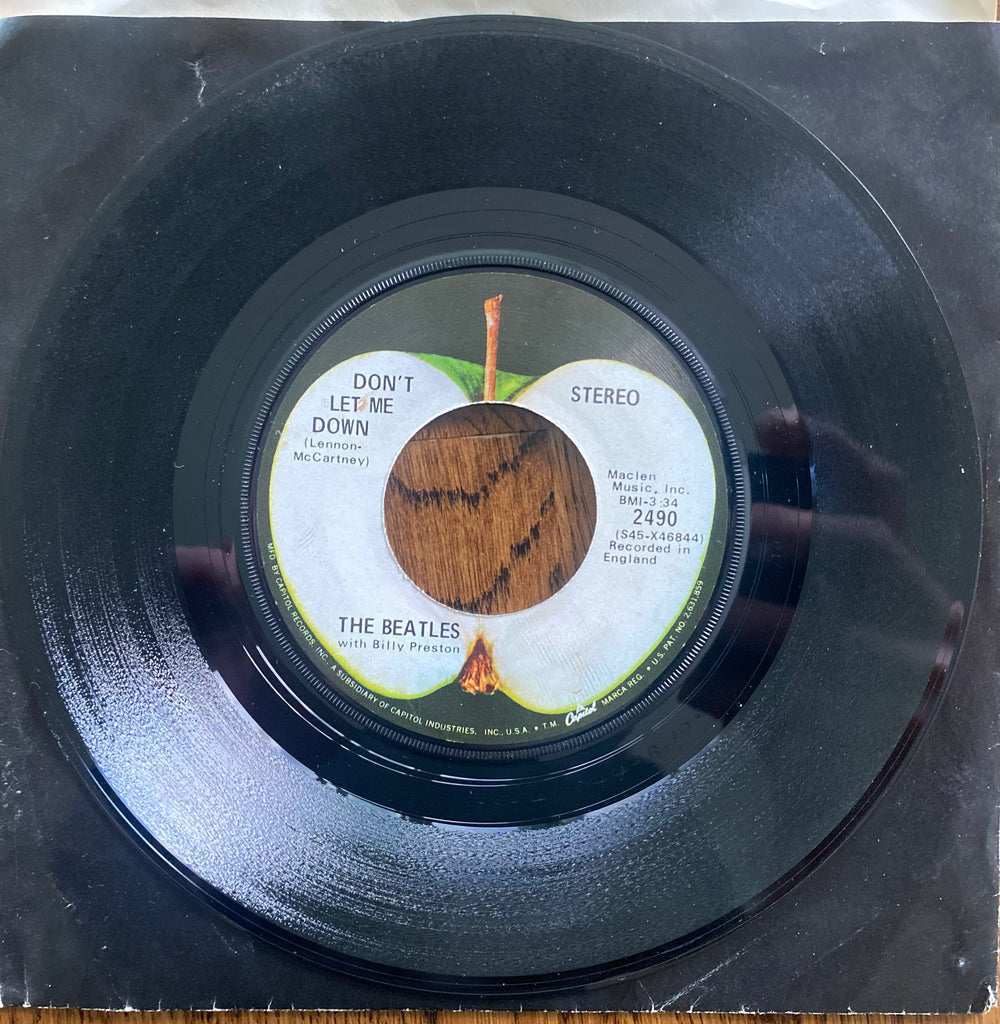 DON'T
LET ME
DOWN
(Lennon-
McCartney)
STEREO
Maclen
Music, Inc.
BMI-3:34
2490
(S45-X46844)
Recorded in
England
THE BEATLES
with Billy Preston
MFD. BY CAPITOL RECORDS, INC. A SUBSIDIARY OF CAPITOL INDUSTRIES, INC., U.S.A. • T.M. Capitol MARCA REG. • U.S. PAT. NO. 2,631,859